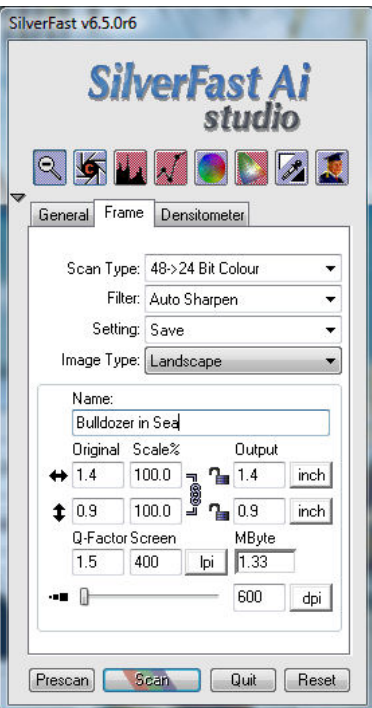 SilverFast v6.5.0r6
SilverFast Ai
studio
C
General Frame Densitometer
Scan Type: 48->24 Bit Colour
Filter: Auto Sharpen
Setting: Save
Image Type: Landscape
Name:
Bulldozer in Sea
Original Scale% Output
1.4 100.0 1.4 inch
0.9 100.0 0.9 inch
Q-Factor Screen MByte
1.5 400 lpi 1.33
600 dpi
Prescan Scan Quit Reset